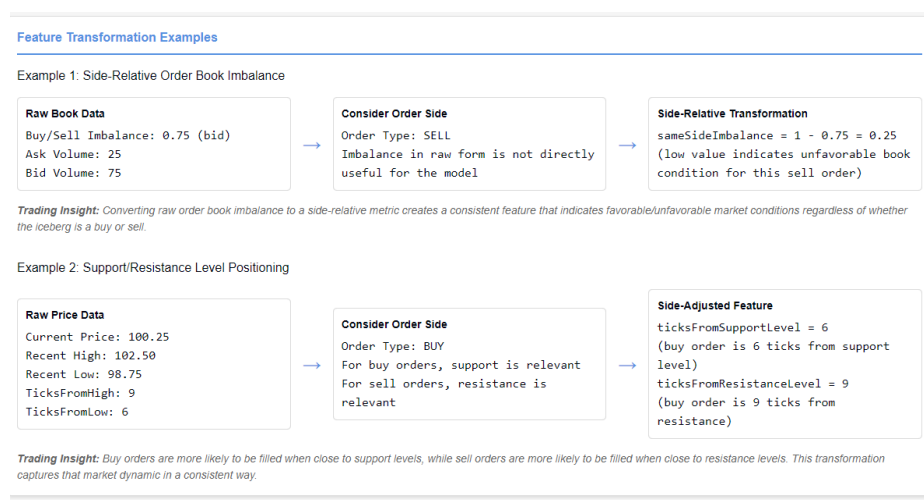 Feature Transformation Examples
Example 1: Side-Relative Order Book Imbalance
Raw Book Data
Buy/Sell Imbalance: 0.75 (bid)
Ask Volume: 25
Bid Volume: 75
→
Consider Order Side
Order Type: SELL
Imbalance in raw form is not directly
useful for the model
→
Side-Relative Transformation
sameSideImbalance = 1 - 0.75 = 0.25
(low value indicates unfavorable book
condition for this sell order)
Trading Insight: Converting raw order book imbalance to a side-relative metric creates a consistent feature that indicates favorable/unfavorable market conditions regardless of whether
the iceberg is a buy or sell.
Example 2: Support/Resistance Level Positioning
Raw Price Data
Current Price: 100.25
Recent High: 102.50
Recent Low: 98.75
TicksFromHigh: 9
TicksFromLow: 6
→
Consider Order Side
Order Type: BUY
For buy orders, support is relevant
For sell orders, resistance is
relevant
→
Side-Adjusted Feature
ticksFromSupportLevel = 6
(buy order is 6 ticks from support
level)
ticksFromResistanceLevel = 9
(buy order is 9 ticks from
resistance)
Trading Insight: Buy orders are more likely to be filled when close to support levels, while sell orders are more likely to be filled when close to resistance levels. This transformation
captures that market dynamic in a consistent way.